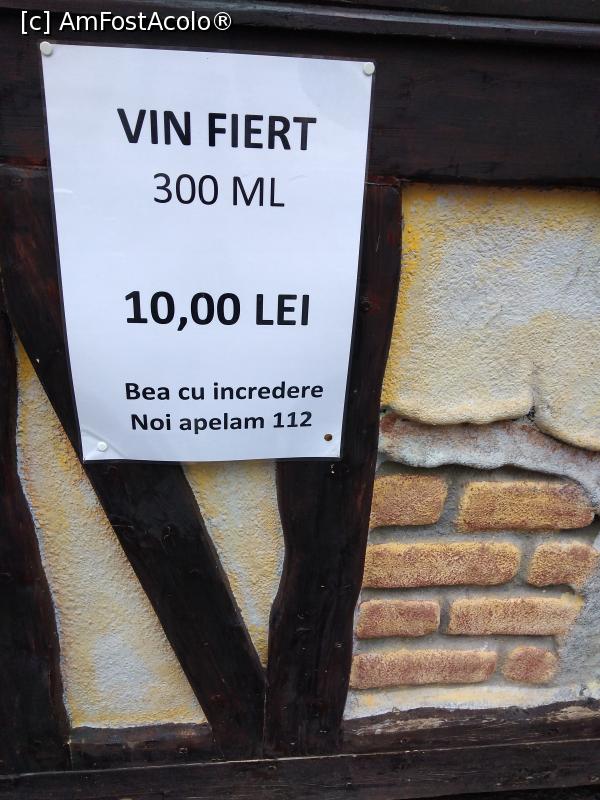 [c] AmFostAcolo®
VIN FIERT
300 ML
10,00 LEI
Bea cu incredere
Noi apelam 112